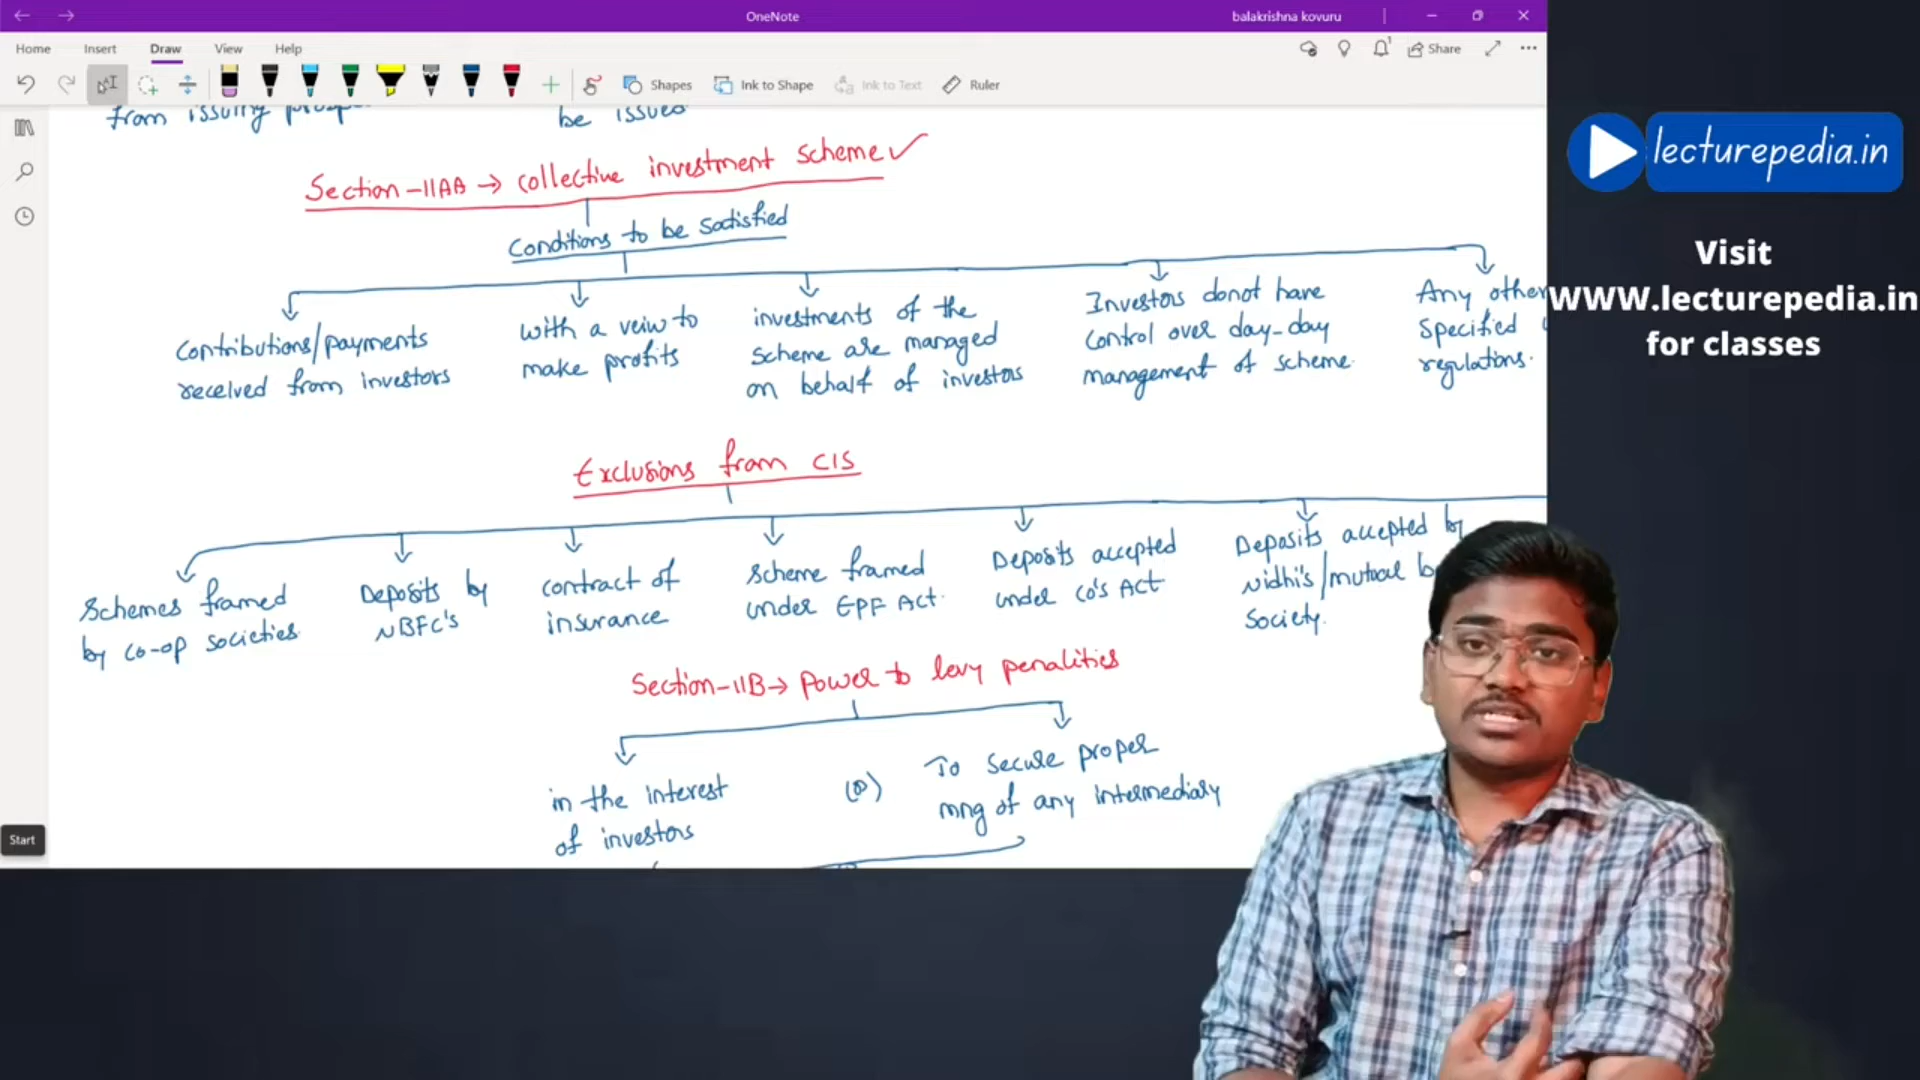 OneNote
balakrishna kovuru
Home Insert Draw View Help
1
Share
Shapes Ink to Shape Ink to Text Ruler
from issuing
be issued
Section-11AA → collective investment scheme ✓
Conditions to be satisfied
Contributions/payments
received from investors
with a veiw to
make profits
investments of the
scheme are managed
on behalf of investors
Investors donot have
control over day-day
management of scheme.
Any other
specified
regulations.
Exclusions from CIS
Schemes framed
by co-op societies
Deposits by
NBFC's
contract of
insurance
Scheme framed
under EPF Act.
Deposits accepted
under co's Act
Deposits accepted by
Nidhi's/mutual b
Society.
Section-11B→ power to levy penalities
in the interest
of investors
(or)
To secure proper
mng of any intermediary
Start
lecturepedia.in
Visit
WWW.lecturepedia.in
for classes